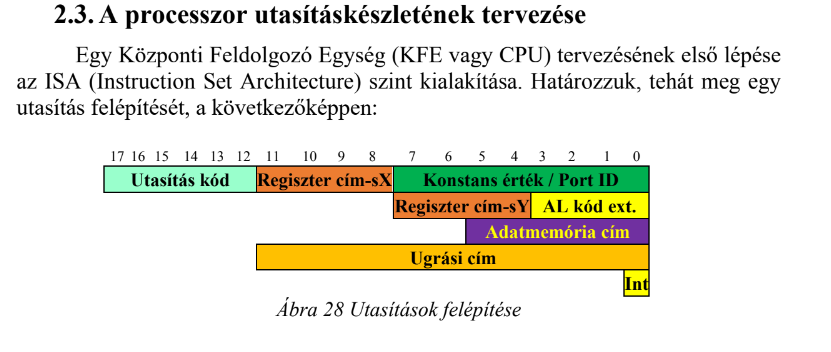 2.3. A processzor utasításkészletének tervezése
Egy Központi Feldolgozó Egység (KFE vagy CPU) tervezésének első lépése
az ISA (Instruction Set Architecture) szint kialakítása. Határozzuk, tehát meg egy
utasítás felépítését, a következőképpen:
17 16 15 14 13 12 11 10 9 8 7 6 5 4 3 2 1 0
Utasítás kód Regiszter cím-sX Konstans érték / Port ID
Regiszter cím-sY AL kód ext.
Adatmemória cím
Ugrási cím
Int
Ábra 28 Utasítások felépítése